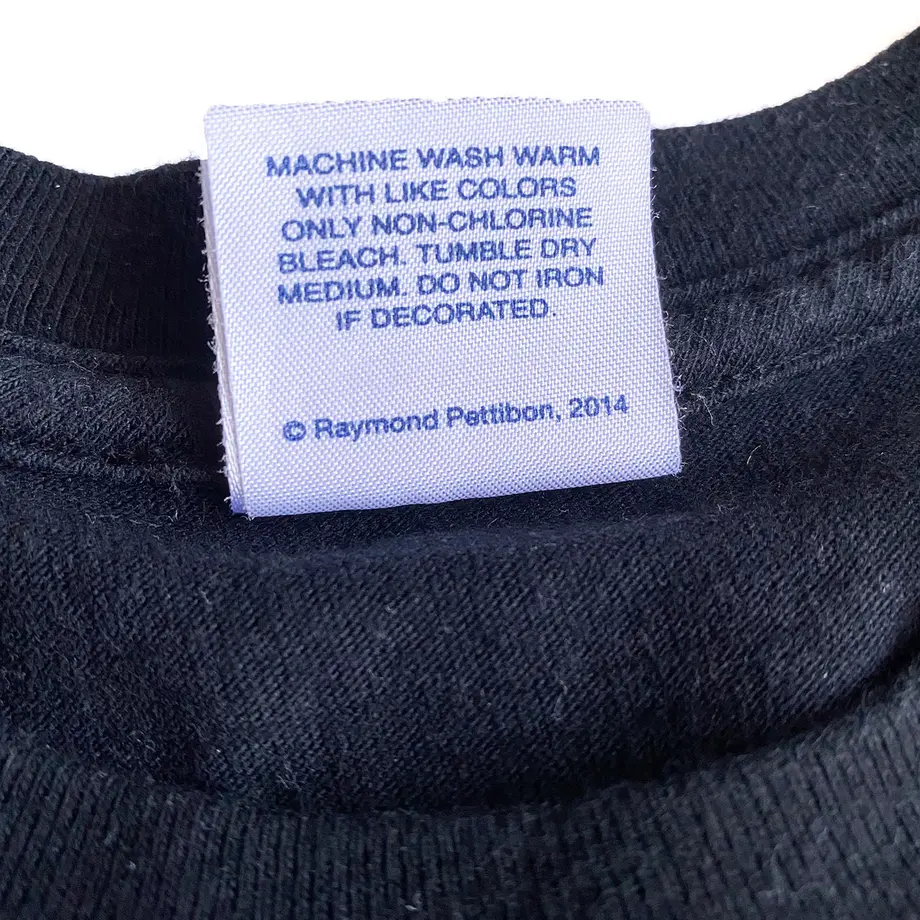 MACHINE WASH WARM
WITH LIKE COLORS
ONLY NON-CHLORINE
BLEACH. TUMBLE DRY
MEDIUM. DO NOT IRON
IF DECORATED.
© Raymond Pettibon, 2014